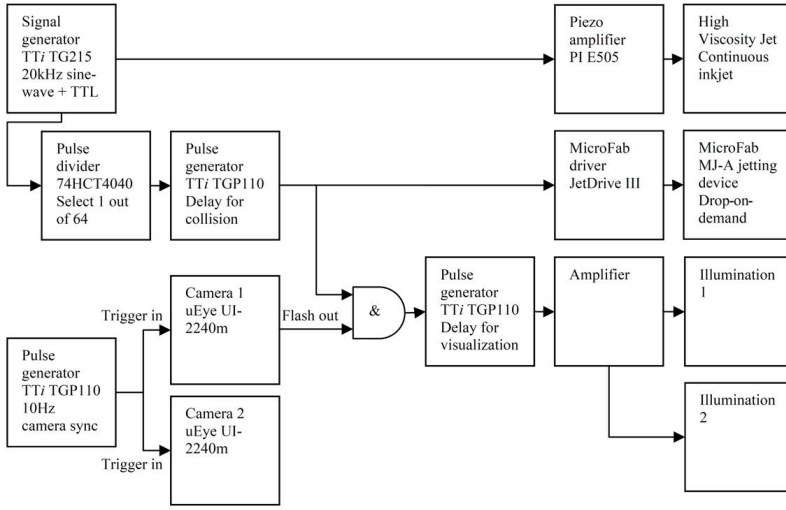 Signal
generator
TTi TG215
20kHz sine-
wave + TTL
Piezo
amplifier
PI E505
High
Viscosity Jet
Continuous
inkjet
Pulse
divider
74HCT4040
Select 1 out
of 64
Pulse
generator
TTi TGP110
Delay for
collision
MicroFab
driver
JetDrive III
MicroFab
MJ-A jetting
device
Drop-on-
demand
Pulse
generator
TTi TGP110
10Hz
camera sync
Trigger in
Trigger in
Camera 1
uEye UI-
2240m
Camera 2
uEye UI-
2240m
Flash out
&
Pulse
generator
TTi TGP110
Delay for
visualization
Amplifier
Illumination
1
Illumination
2